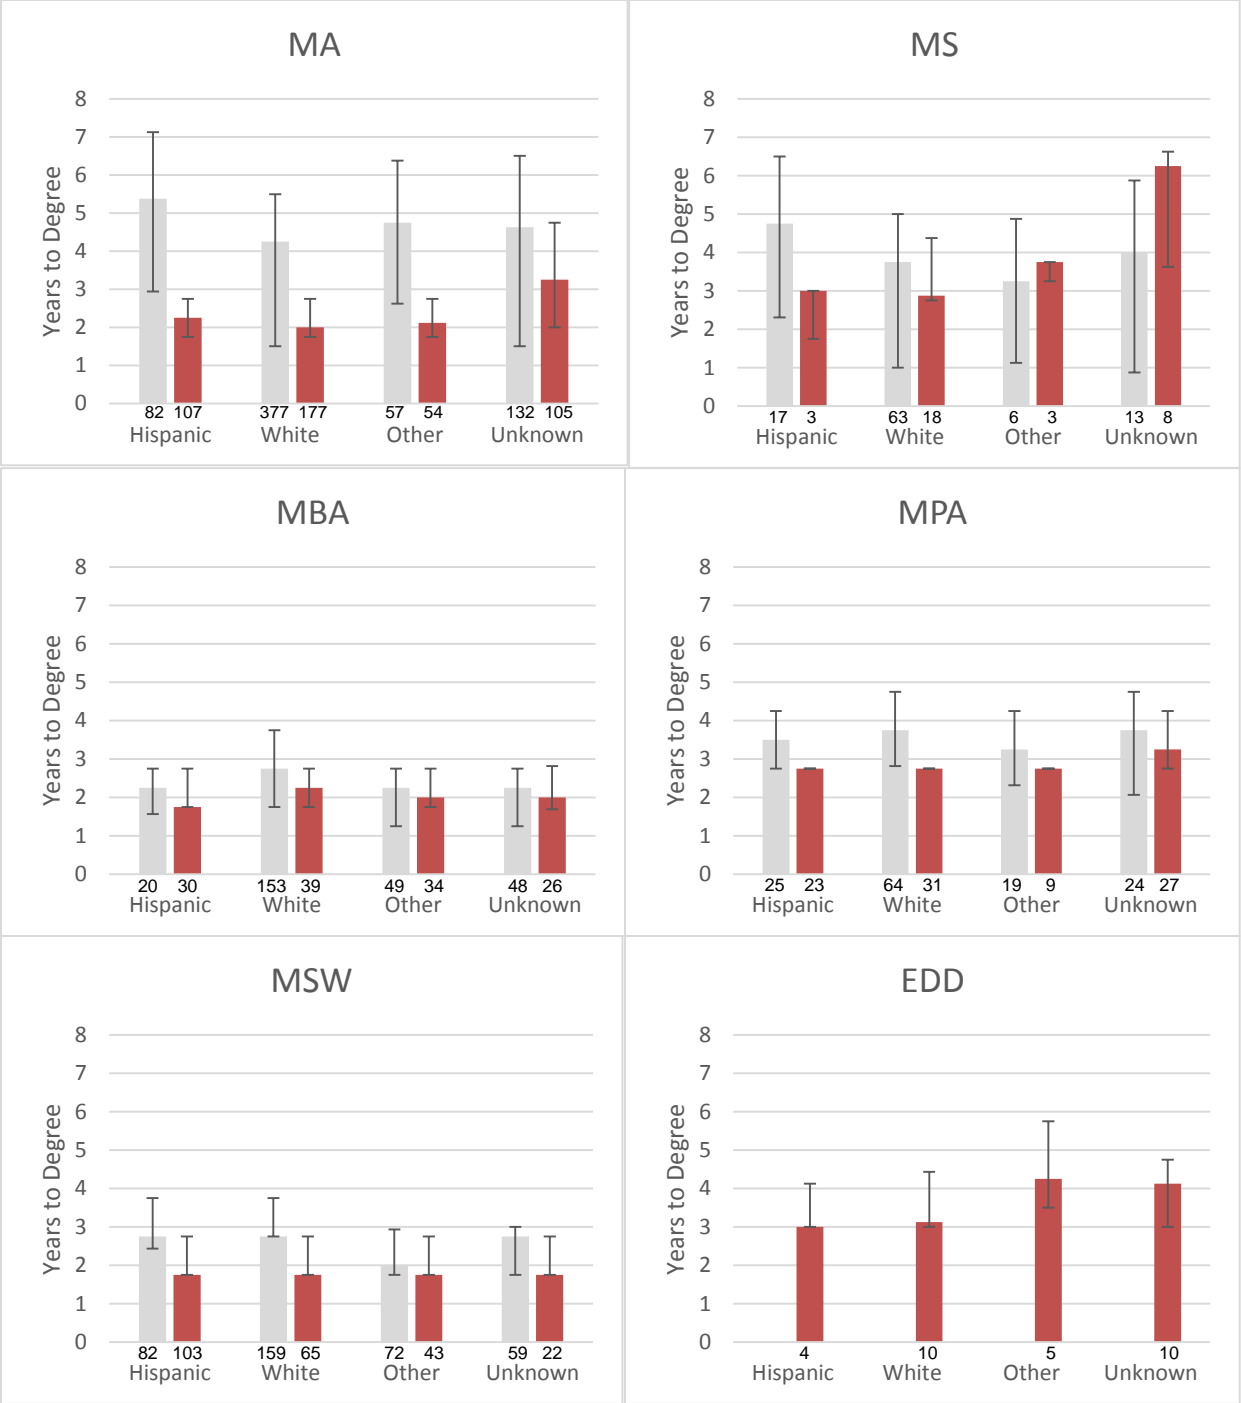 MA
8
7
6
5
4
3
2
1
0
Years to Degree
82 107 377 177 57 54 132 105
Hispanic White Other Unknown
MS
8
7
6
5
4
3
2
1
0
Years to Degree
17 3 63 18 6 3 13 8
Hispanic White Other Unknown
MBA
8
7
6
5
4
3
2
1
0
Years to Degree
20 30 153 39 49 34 48 26
Hispanic White Other Unknown
MPA
8
7
6
5
4
3
2
1
0
Years to Degree
25 23 64 31 19 9 24 27
Hispanic White Other Unknown
MSW
8
7
6
5
4
3
2
1
0
Years to Degree
82 103 159 65 72 43 59 22
Hispanic White Other Unknown
EDD
8
7
6
5
4
3
2
1
0
Years to Degree
4 10 5 10
Hispanic White Other Unknown